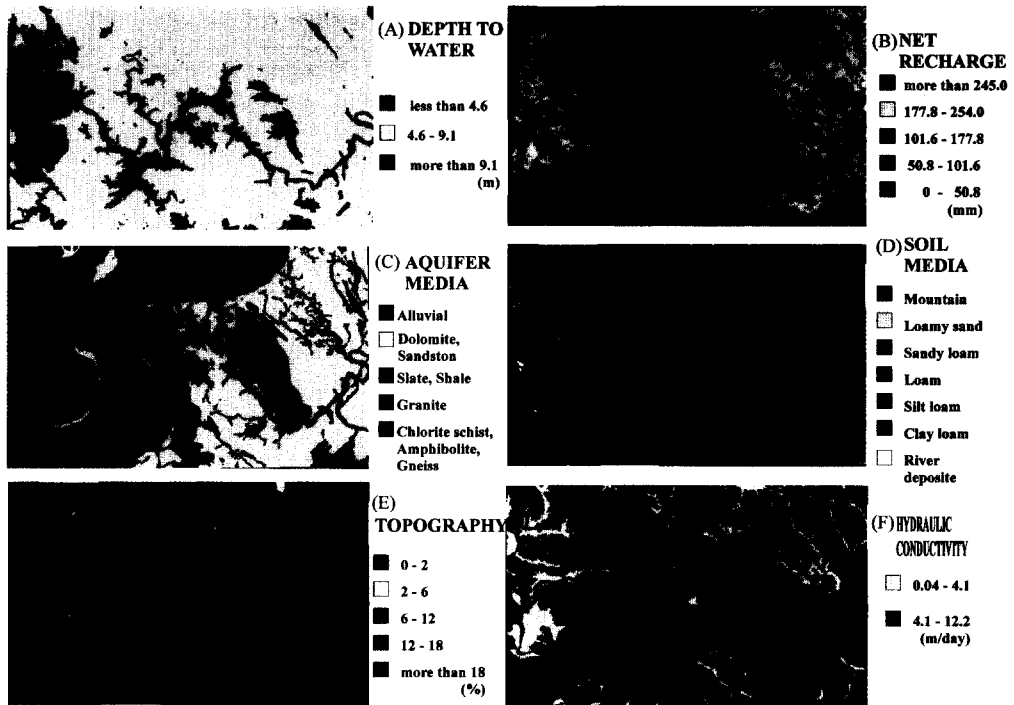 (A) DEPTH TO
WATER
less than 4.6
4.6 - 9.1
more than 9.1
(m)
(B) NET
RECHARGE
more than 245.0
177.8 - 254.0
101.6 - 177.8
50.8 - 101.6
0 - 50.8
(mm)
(C) AQUIFER
MEDIA
Alluvial
Dolomite,
Sandston
Slate, Shale
Granite
Chlorite schist,
Amphibolite,
Gneiss
(D) SOIL
MEDIA
Mountain
Loamy sand
Sandy loam
Loam
Silt loam
Clay loam
River
deposite
(E)
TOPOGRAPHY
0 - 2
2 - 6
6 - 12
12 - 18
more than 18
(%)
(F) HYDRAULIC
CONDUCTIVITY
0.04 - 4.1
4.1 - 12.2
(m/day)